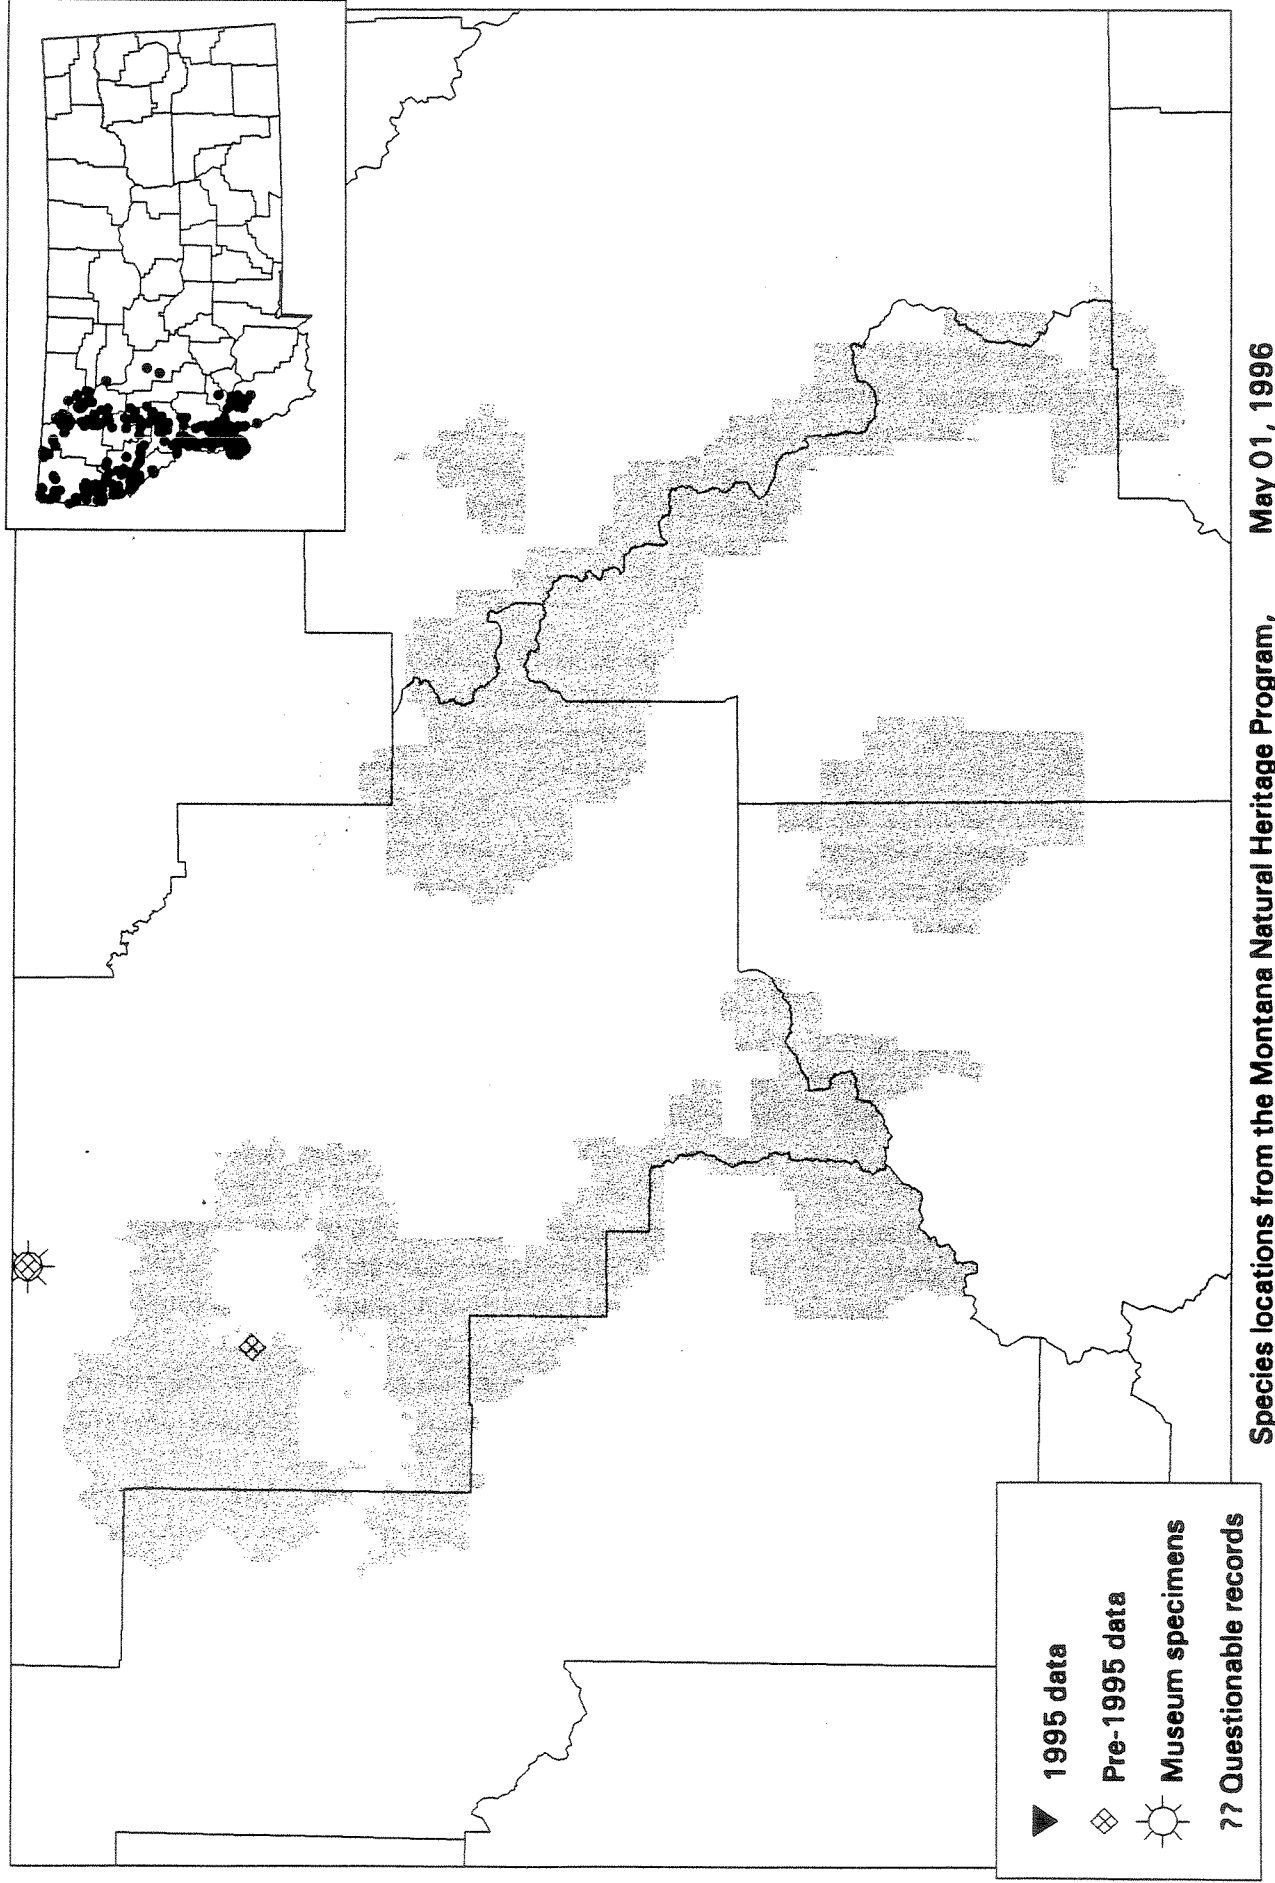 1995 data
Pre-1995 data
Museum specimens
?? Questionable records
Species locations from the Montana Natural Heritage Program, May 01, 1996